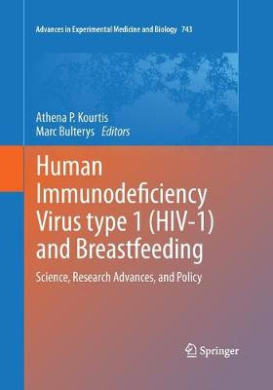 Advances in Experimental Medicine and Biology 743
Athena P. Kourtis
Marc Bulterys Editors
Human
Immunodeficiency
Virus type 1 (HIV-1)
and Breastfeeding
Science, Research Advances, and Policy
Springer